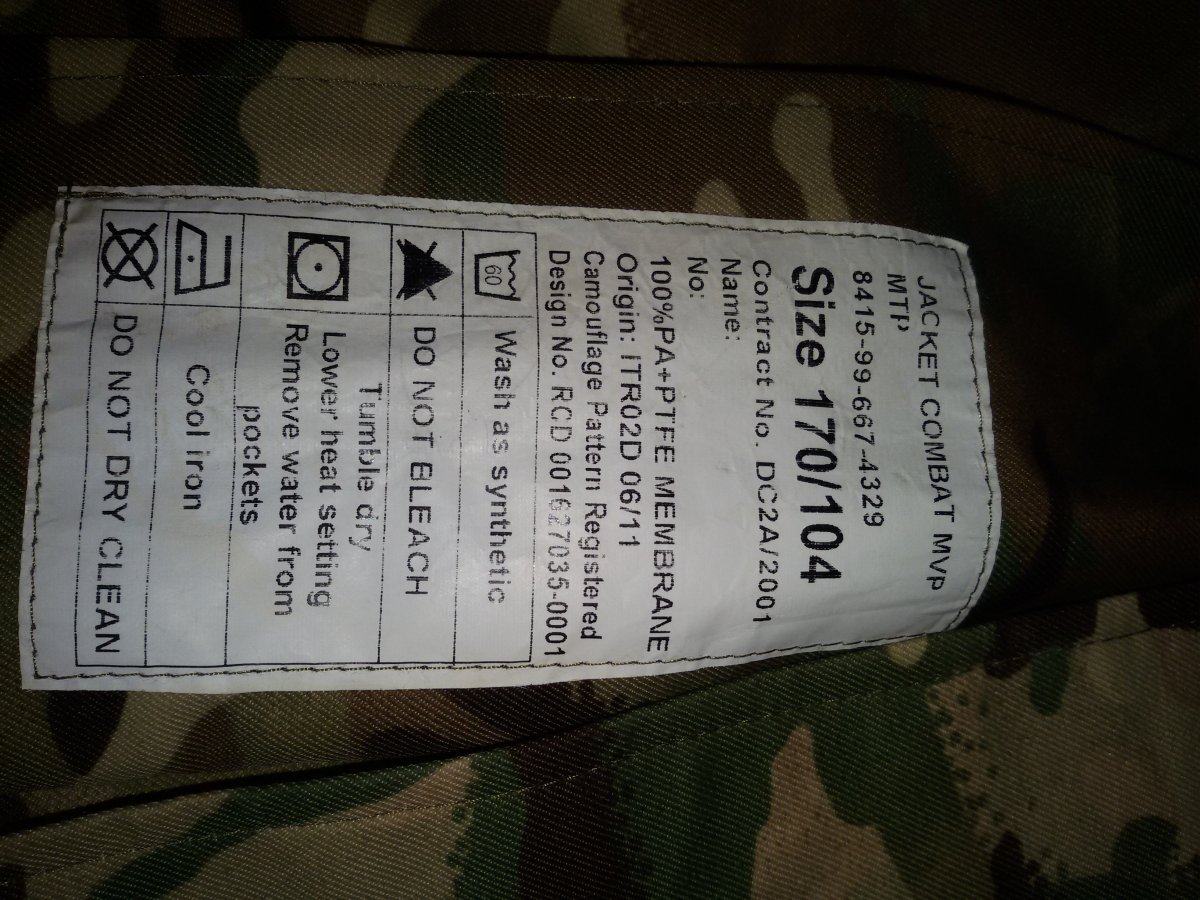 JACKET COMBAT MVP
MTP
8415-99-667-4329
Size 170/104
Contract No. DC2A/2001
Name:
No:
100%PA+PTFE MEMBRANE
Origin: ITR02D 06/11
Camouflage Pattern Registered
Design No. RCD 001627035-0001
60 Wash as synthetic
DO NOT BLEACH
Tumble dry
Lower heat setting
Remove water from
pockets
Cool iron
DO NOT DRY CLEAN